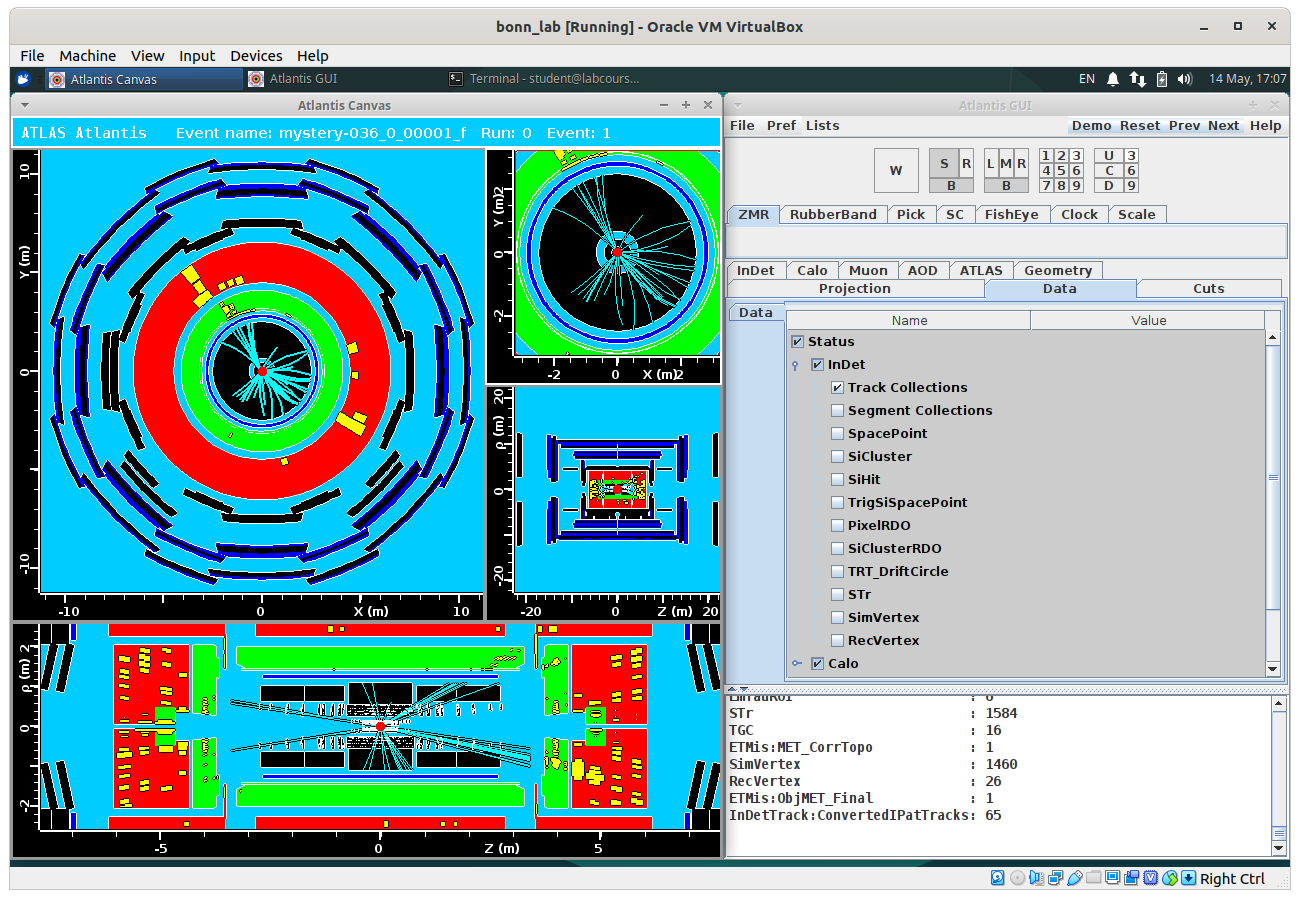 bonn_lab [Running] - Oracle VM VirtualBox
File Machine View Input Devices Help
Atlantis Canvas Atlantis GUI Terminal - student@labcours... EN 14 May, 17:07
Atlantis Canvas
ATLAS Atlantis Event name: mystery-036_0_00001_f Run: 0 Event: 1
10
Y (m)
0
-10
-10 0 X (m) 10
2
Y (m)
0
-2
-2 0 X (m) 2
20
ρ (m)
0
-20
-20 0 Z (m) 20
2
ρ (m)
0
-2
-5 0 Z (m) 5
Atlantis GUI
File Pref Lists Demo Reset Prev Next Help
W S R B L M R B 1 2 3 4 5 6 7 8 9 U 3 C 6 D 9
ZMR RubberBand Pick SC FishEye Clock Scale
InDet Calo Muon AOD ATLAS Geometry
Projection Data Cuts
Data
Name Value
Status
InDet
Track Collections
Segment Collections
SpacePoint
SiCluster
SiHit
TrigSiSpacePoint
PixelRDO
SiClusterRDO
TRT_DriftCircle
STr
SimVertex
RecVertex
Calo
EmTauROI : 6
STr : 1584
TGC : 16
ETMis:MET_CorrTopo : 1
SimVertex : 1460
RecVertex : 26
ETMis:ObjMET_Final : 1
InDetTrack:ConvertedIPatTracks: 65
Right Ctrl